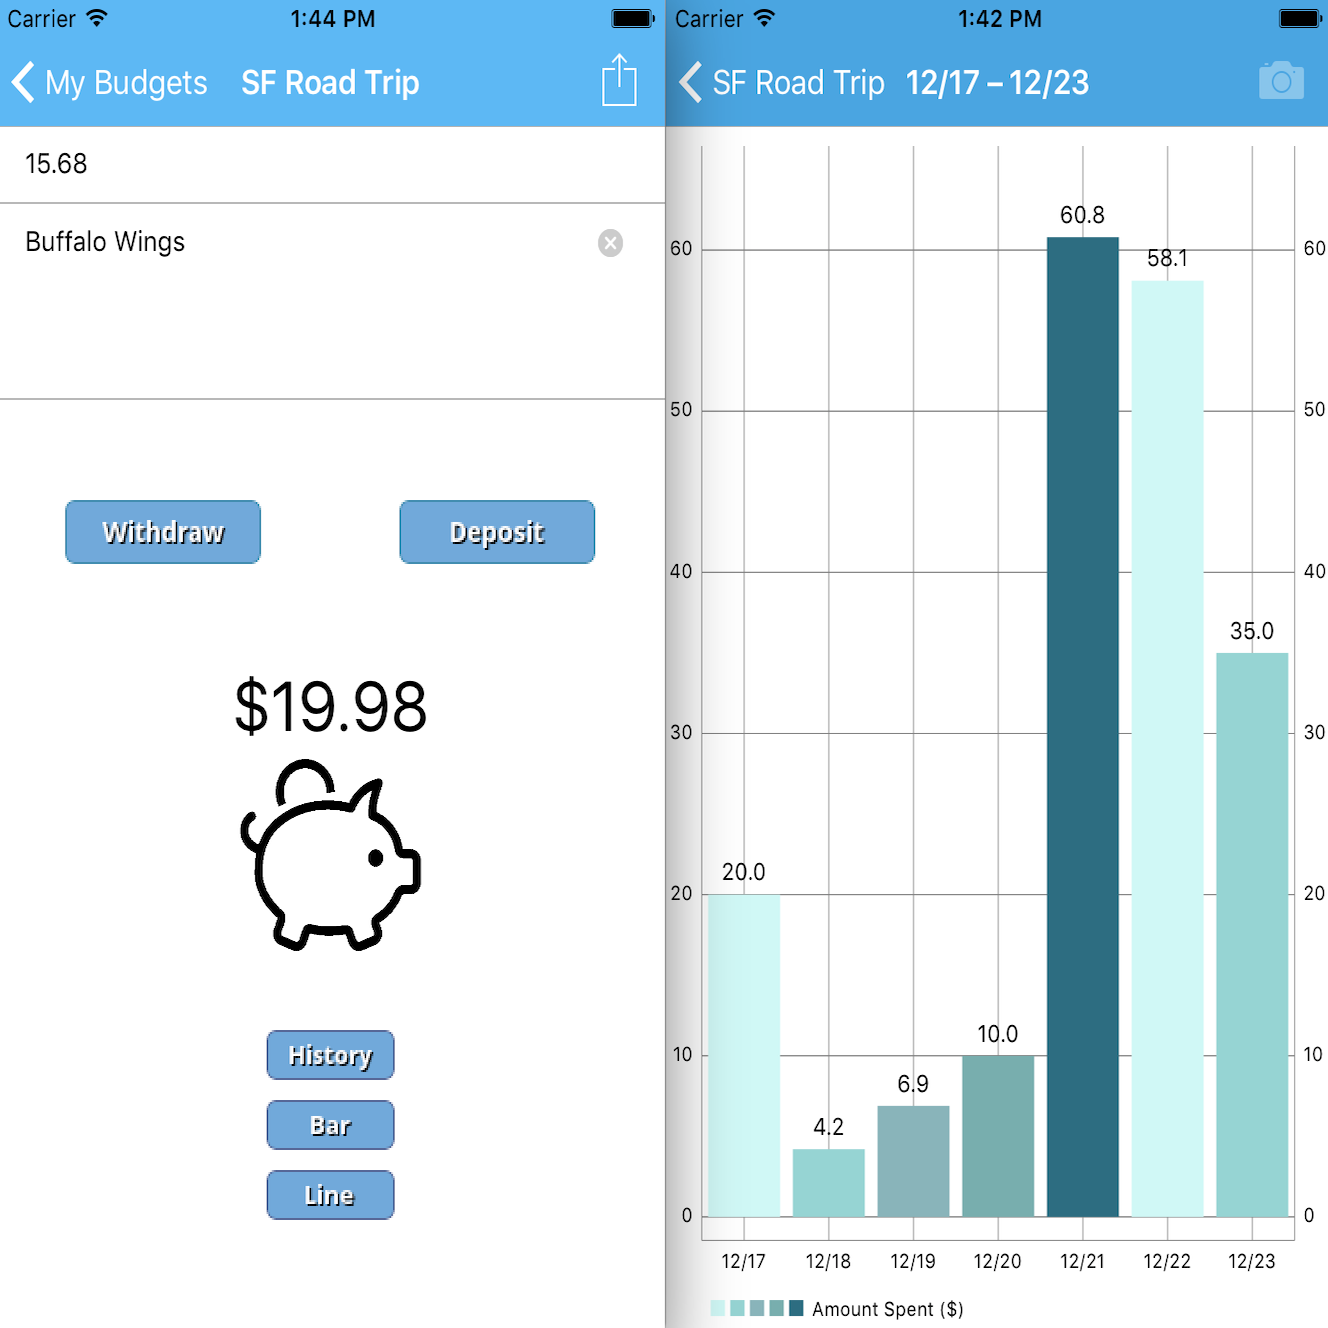 Carrier 1:44 PM
My Budgets SF Road Trip
15.68
Buffalo Wings
Withdraw Deposit
$19.98
History
Bar
Line
Carrier 1:42 PM
SF Road Trip 12/17 – 12/23
60.8
60 58.1 60
50 50
40 40
35.0
30 30
20.0
20 20
10.0
10 10
6.9
4.2
0 0
12/17 12/18 12/19 12/20 12/21 12/22 12/23
Amount Spent ($)